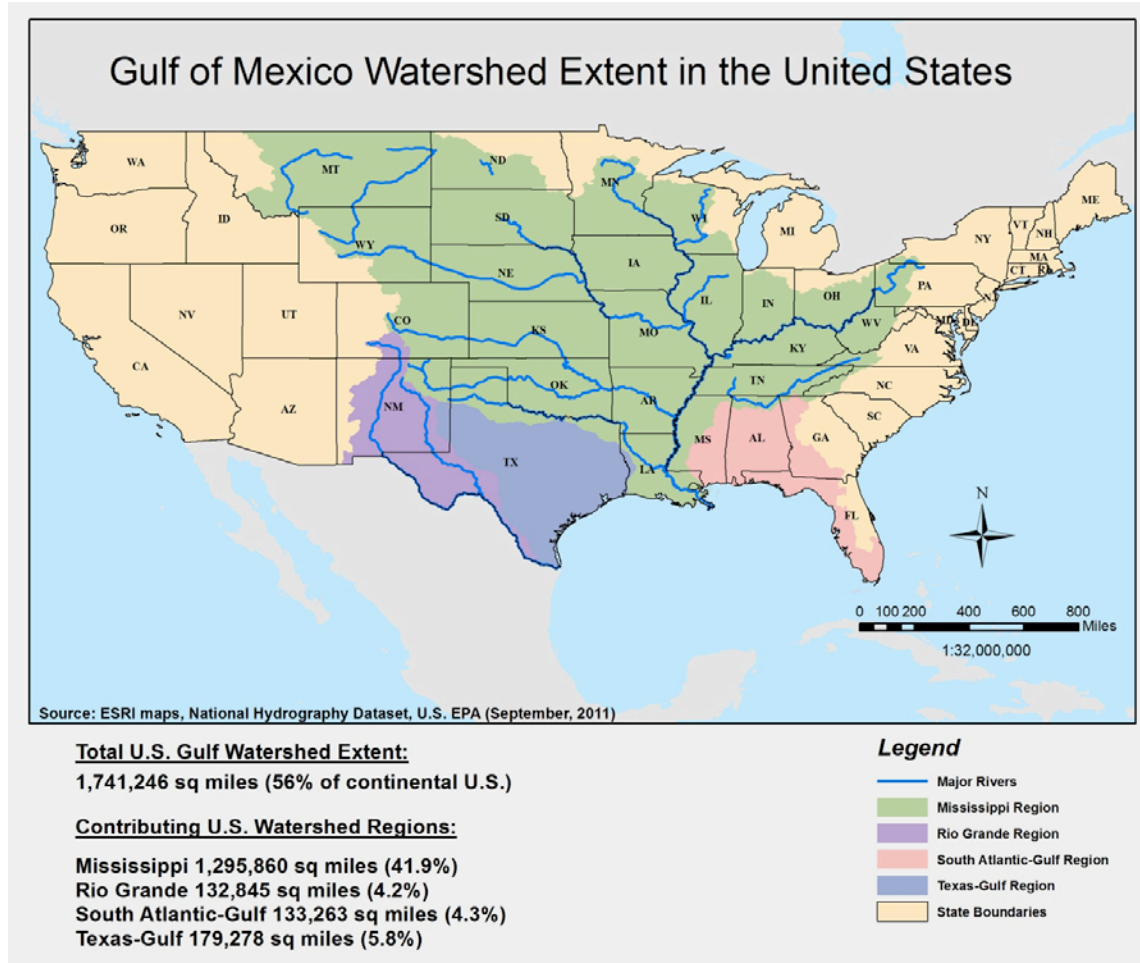 Gulf of Mexico Watershed Extent in the United States
WA
MT
ND
MN
ME
OR
ID
SD
WI
MI
NY
VT
NH
MA
CT
RI
WY
IA
NE
PA
NJ
NV
UT
IL
IN
OH
MD
DE
CO
KS
MO
WV
VA
CA
KY
OK
TN
NC
AZ
NM
AR
SC
MS
AL
GA
TX
LA
FL
N
0 100 200 400 600 800
Miles
1:32,000,000
Source: ESRI maps, National Hydrography Dataset, U.S. EPA (September, 2011)
Total U.S. Gulf Watershed Extent:
1,741,246 sq miles (56% of continental U.S.)
Contributing U.S. Watershed Regions:
Mississippi 1,295,860 sq miles (41.9%)
Rio Grande 132,845 sq miles (4.2%)
South Atlantic-Gulf 133,263 sq miles (4.3%)
Texas-Gulf 179,278 sq miles (5.8%)
Legend
Major Rivers
Mississippi Region
Rio Grande Region
South Atlantic-Gulf Region
Texas-Gulf Region
State Boundaries